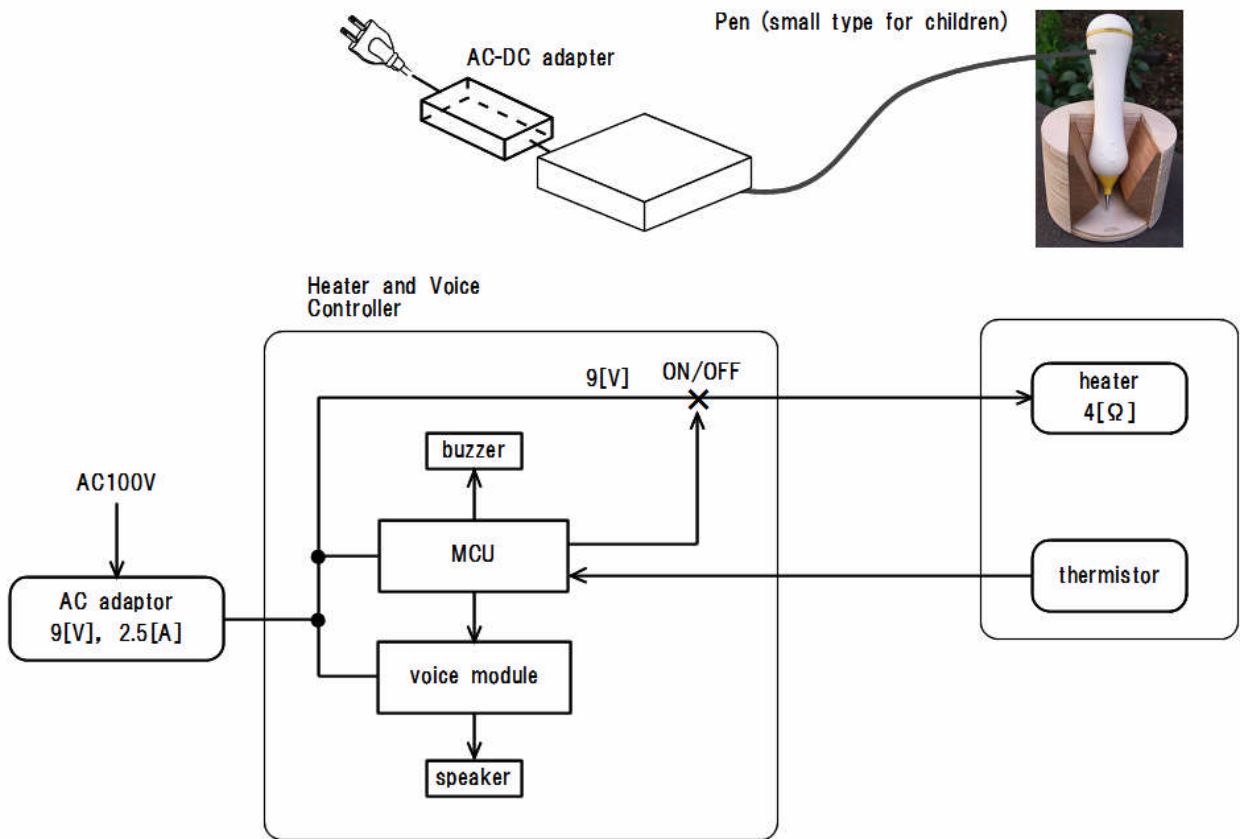 Pen (small type for children)
AC-DC adapter
Heater and Voice
Controller
9[V]
ON/OFF
heater
4[Ω]
buzzer
AC100V
MCU
thermistor
AC adaptor
9[V], 2.5[A]
voice module
speaker